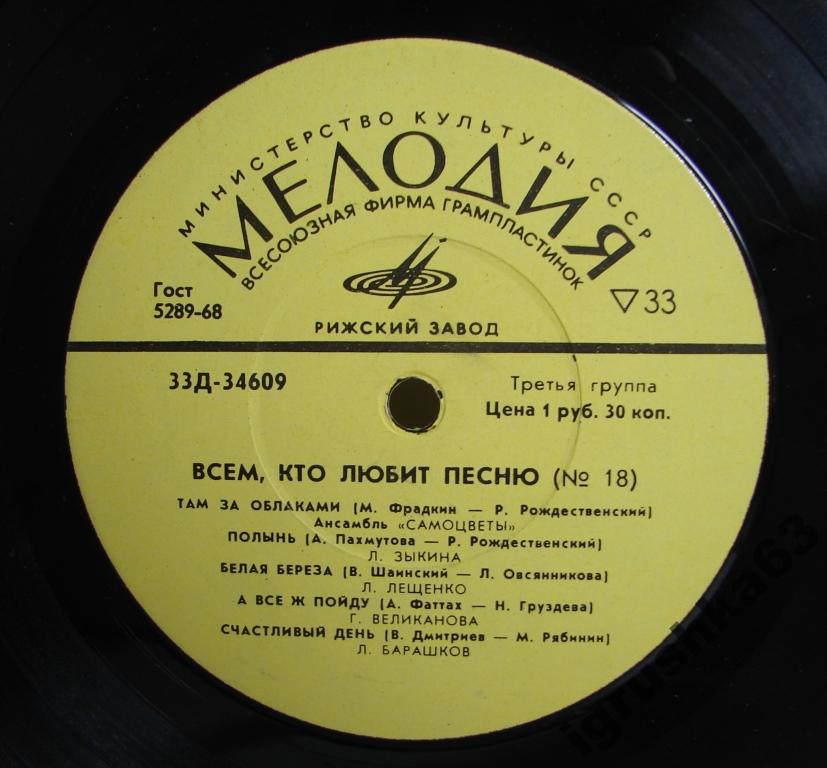 МИНИСТЕРСТВО КУЛЬТУРЫ СССР
МЕЛОДИЯ
ВСЕСОЮЗНАЯ ФИРМА ГРАМПЛАСТИНОК
Гост
5289-68
▽33
РИЖСКИЙ ЗАВОД
33Д-34609
Третья группа
Цена 1 руб. 30 коп.
ВСЕМ, КТО ЛЮБИТ ПЕСНЮ (№ 18)
ТАМ ЗА ОБЛАКАМИ (М. Фрадкин — Р. Рождественский)
Ансамбль «САМОЦВЕТЫ»
ПОЛЫНЬ (А. Пахмутова — Р. Рождественский)
Л. ЗЫКИНА
БЕЛАЯ БЕРЕЗА (В. Шаинский — Л. Овсянникова)
Л. ЛЕЩЕНКО
А ВСЕ Ж ПОЙДУ (А. Фаттах — Н. Груздева)
Г. ВЕЛИКАНОВА
СЧАСТЛИВЫЙ ДЕНЬ (В. Дмитриев — М. Рябинин)
Л. БАРАШКОВ
igrushka63